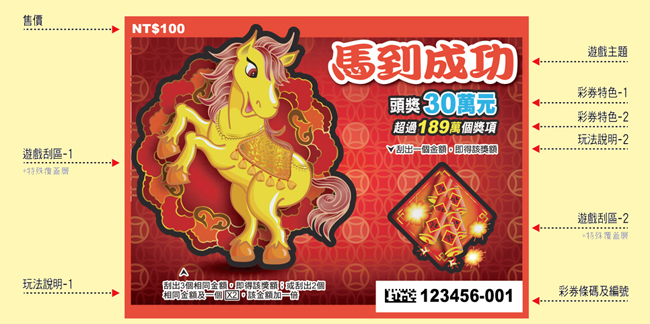 售價
NT$100
馬到成功
遊戲主題
頭獎30萬元
彩券特色-1
超過189萬個獎項
彩券特色-2
刮出一個金額，即得該獎額
玩法說明-2
遊戲刮區-1
*特殊覆蓋層
遊戲刮區-2
*特殊覆蓋層
玩法說明-1
刮出3個相同金額，即得該獎額；或刮出2個
相同金額及一個X2，該金額加一倍
123456-001
彩券條碼及編號